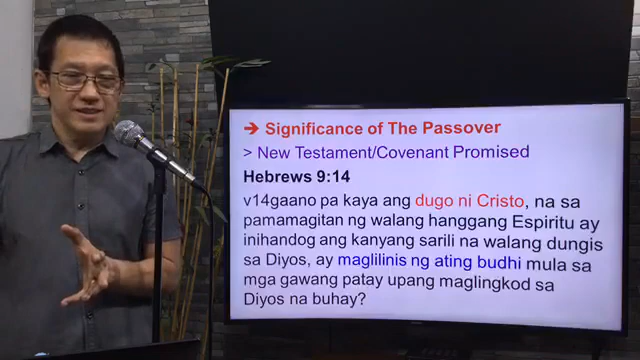 ➔ Significance of The Passover
> New Testament/Covenant Promised
Hebrews 9:14
v14gaano pa kaya ang dugo ni Cristo, na sa
pamamagitan ng walang hanggang Espiritu ay
inihandog ang kanyang sarili na walang dungis
sa Diyos, ay maglilinis ng ating budhi mula sa
mga gawang patay upang maglingkod sa
Diyos na buhay?